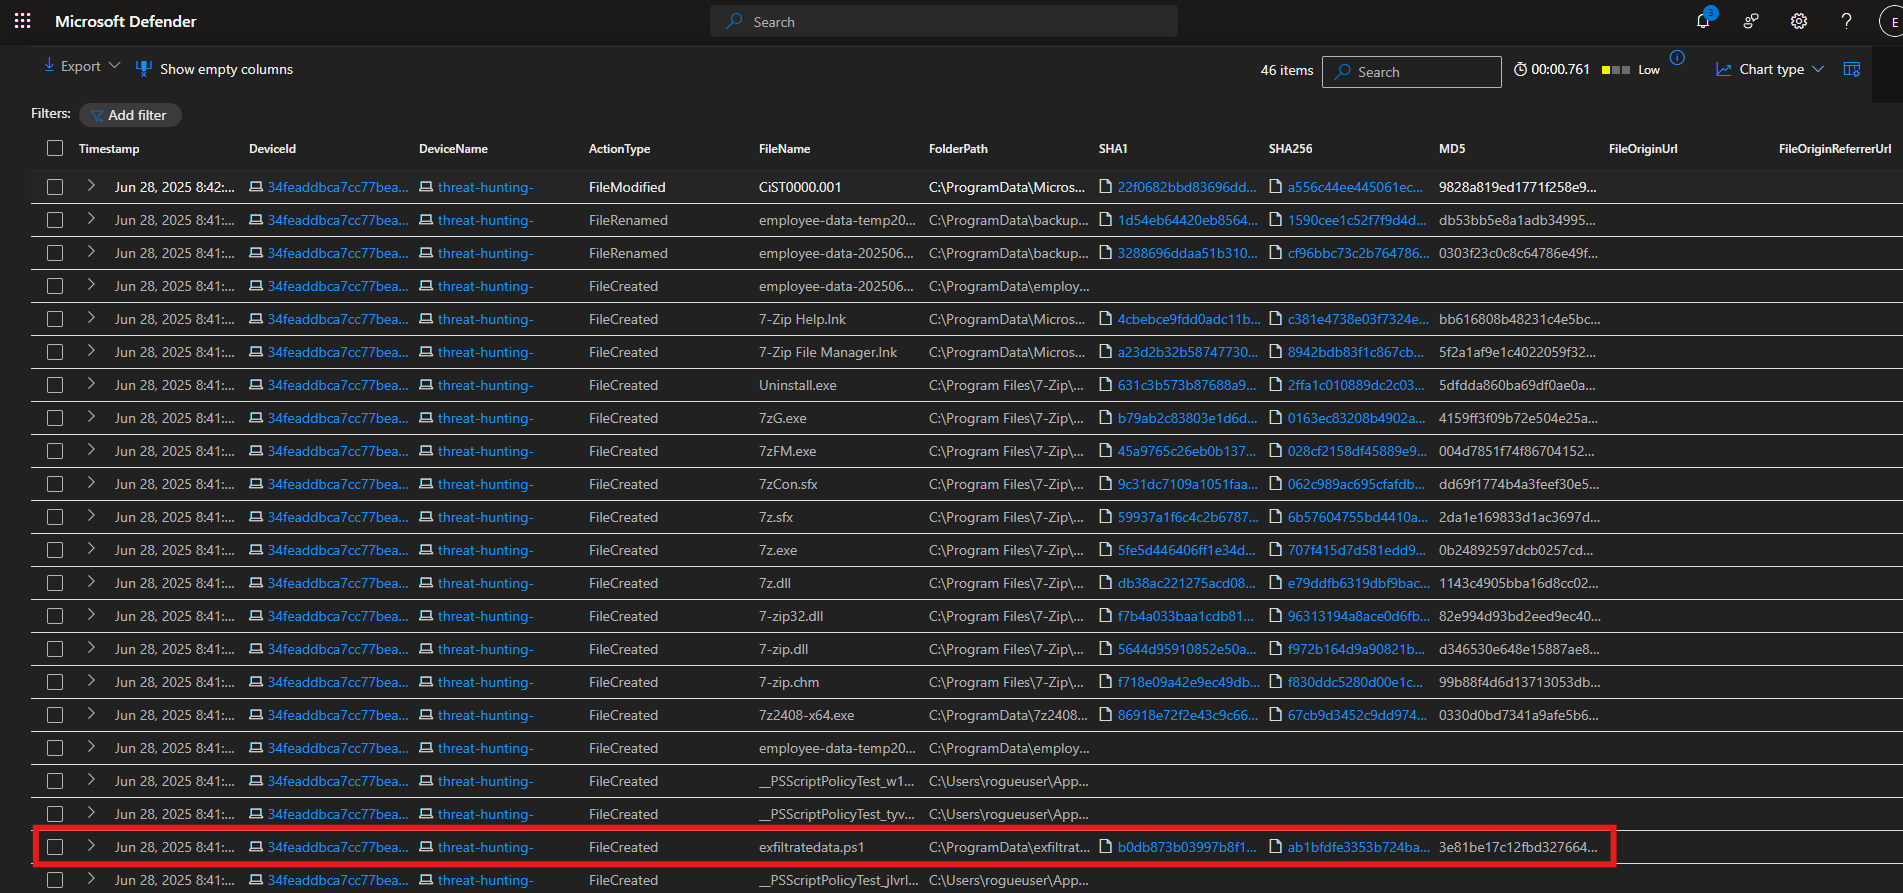 Microsoft Defender
Search
3
E
Export
Show empty columns
46 items
Search
00:00.761
Low
Chart type
Filters:
Add filter
Timestamp DeviceId DeviceName ActionType FileName FolderPath SHA1 SHA256 MD5 FileOriginUrl FileOriginReferrerUrl
Jun 28, 2025 8:42:... 34feaddbca7cc77bea... threat-hunting- FileModified CiST0000.001 C:\ProgramData\Micros... 22f0682bbd83696dd... a556c44ee445061ec... 9828a819ed1771f258e9...
Jun 28, 2025 8:41:... 34feaddbca7cc77bea... threat-hunting- FileRenamed employee-data-temp20... C:\ProgramData\backup... 1d54eb64420eb8564... 1590cee1c52f7f9d4d... db53bb5e8a1adb34995...
Jun 28, 2025 8:41:... 34feaddbca7cc77bea... threat-hunting- FileRenamed employee-data-202506... C:\ProgramData\backup... 3288696ddaa51b310... cf96bbc73c2b764786... 0303f23c0c8c64786e49f...
Jun 28, 2025 8:41:... 34feaddbca7cc77bea... threat-hunting- FileCreated employee-data-202506... C:\ProgramData\employ...
Jun 28, 2025 8:41:... 34feaddbca7cc77bea... threat-hunting- FileCreated 7-Zip Help.lnk C:\ProgramData\Micros... 4cbebce9fdd0adc11b... c381e4738e03f7324e... bb616808b48231c4e5bc...
Jun 28, 2025 8:41:... 34feaddbca7cc77bea... threat-hunting- FileCreated 7-Zip File Manager.lnk C:\ProgramData\Micros... a23d2b32b58747730... 8942bdb83f1c867cb... 5f2a1af9e1c4022059f32...
Jun 28, 2025 8:41:... 34feaddbca7cc77bea... threat-hunting- FileCreated Uninstall.exe C:\Program Files\7-Zip\... 631c3b573b87688a9... 2ffa1c010889dc2c03... 5dfdda860ba69df0ae0a...
Jun 28, 2025 8:41:... 34feaddbca7cc77bea... threat-hunting- FileCreated 7zG.exe C:\Program Files\7-Zip\... b79ab2c83803e1d6d... 0163ec83208b4902a... 4159ff3f09b72e504e25a...
Jun 28, 2025 8:41:... 34feaddbca7cc77bea... threat-hunting- FileCreated 7zFM.exe C:\Program Files\7-Zip\... 45a9765c26eb0b137... 028cf2158df45889e9... 004d7851f74f86704152...
Jun 28, 2025 8:41:... 34feaddbca7cc77bea... threat-hunting- FileCreated 7zCon.sfx C:\Program Files\7-Zip\... 9c31dc7109a1051faa... 062c989ac695cfafdb... dd69f1774b4a3feef30e5...
Jun 28, 2025 8:41:... 34feaddbca7cc77bea... threat-hunting- FileCreated 7z.sfx C:\Program Files\7-Zip\... 59937a1f6c4c2b6787... 6b57604755bd4410a... 2da1e169833d1ac3697d...
Jun 28, 2025 8:41:... 34feaddbca7cc77bea... threat-hunting- FileCreated 7z.exe C:\Program Files\7-Zip\... 5fe5d446406ff1e34d... 707f415d7d581edd9... 0b24892597dcb0257cd...
Jun 28, 2025 8:41:... 34feaddbca7cc77bea... threat-hunting- FileCreated 7z.dll C:\Program Files\7-Zip\... db38ac221275acd08... e79ddfb6319dbf9bac... 1143c4905bba16d8cc02...
Jun 28, 2025 8:41:... 34feaddbca7cc77bea... threat-hunting- FileCreated 7-zip32.dll C:\Program Files\7-Zip\... f7b4a033baa1cdb81... 96313194a8ace0d6fb... 82e994d93bd2eed9ec40...
Jun 28, 2025 8:41:... 34feaddbca7cc77bea... threat-hunting- FileCreated 7-zip.dll C:\Program Files\7-Zip\... 5644d95910852e50a... f972b164d9a90821b... d346530e648e15887ae8...
Jun 28, 2025 8:41:... 34feaddbca7cc77bea... threat-hunting- FileCreated 7-zip.chm C:\Program Files\7-Zip\... f718e09a42e9ec49db... f830ddc5280d00e1c... 99b88f4d6d13713053db...
Jun 28, 2025 8:41:... 34feaddbca7cc77bea... threat-hunting- FileCreated 7z2408-x64.exe C:\ProgramData\7z2408... 86918e72f2e43c9c66... 67cb9d3452c9dd974... 0330d0bd7341a9afe5b6...
Jun 28, 2025 8:41:... 34feaddbca7cc77bea... threat-hunting- FileCreated employee-data-temp20... C:\ProgramData\employ...
Jun 28, 2025 8:41:... 34feaddbca7cc77bea... threat-hunting- FileCreated __PSScriptPolicyTest_w1... C:\Users\rogueuser\App...
Jun 28, 2025 8:41:... 34feaddbca7cc77bea... threat-hunting- FileCreated __PSScriptPolicyTest_tyv... C:\Users\rogueuser\App...
Jun 28, 2025 8:41:... 34feaddbca7cc77bea... threat-hunting- FileCreated exfiltratedata.ps1 C:\ProgramData\exfiltrat... b0db873b03997b8f1... ab1bfdfe3353b724ba... 3e81be17c12fbd327664...
Jun 28, 2025 8:41:... 34feaddbca7cc77bea... threat-hunting- FileCreated __PSScriptPolicyTest_jlvrl... C:\Users\rogueuser\App...